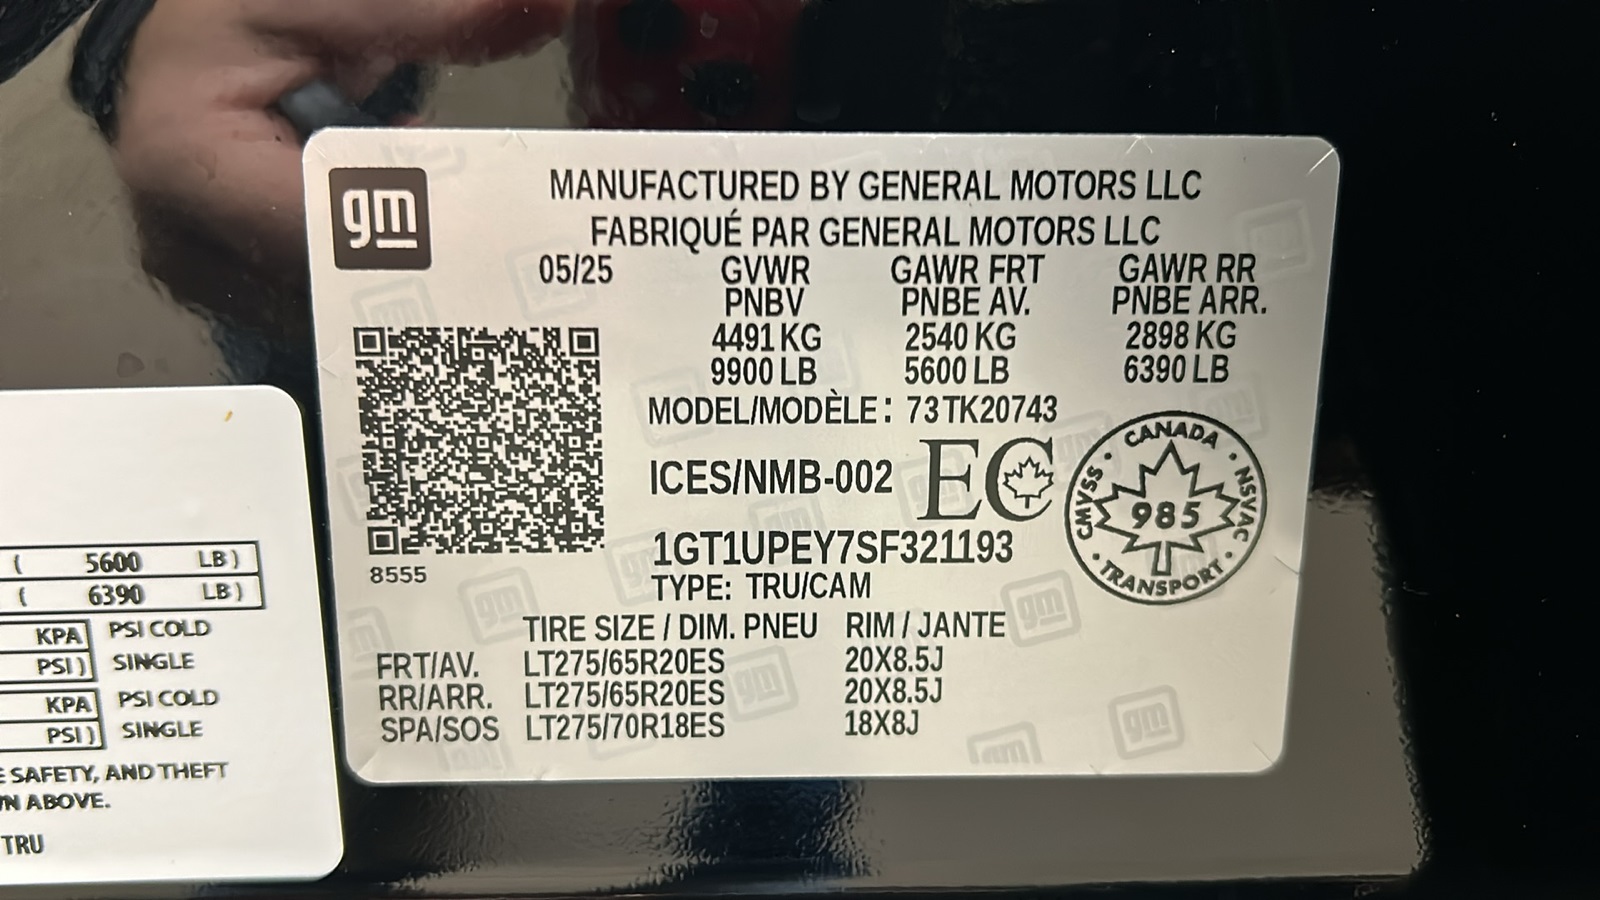 gm
MANUFACTURED BY GENERAL MOTORS LLC
FABRIQUÉ PAR GENERAL MOTORS LLC
05/25 GVWR GAWR FRT GAWR RR
PNBV PNBE AV. PNBE ARR.
4491 KG 2540 KG 2898 KG
9900 LB 5600 LB 6390 LB
MODEL/MODÈLE: 73TK20743
ICES/NMB-002 EC
CANADA
CMVSS · NSVAC
985
TRANSPORT
1GT1UPEY7SF321193
8555
TYPE: TRU/CAM
TIRE SIZE / DIM. PNEU RIM / JANTE
FRT/AV. LT275/65R20ES 20X8.5J
RR/ARR. LT275/65R20ES 20X8.5J
SPA/SOS LT275/70R18ES 18X8J
( 5600 LB )
( 6390 LB )
KPA PSI COLD
PSI ) SINGLE
KPA PSI COLD
PSI ) SINGLE
SAFETY, AND THEFT
ABOVE.
TRU